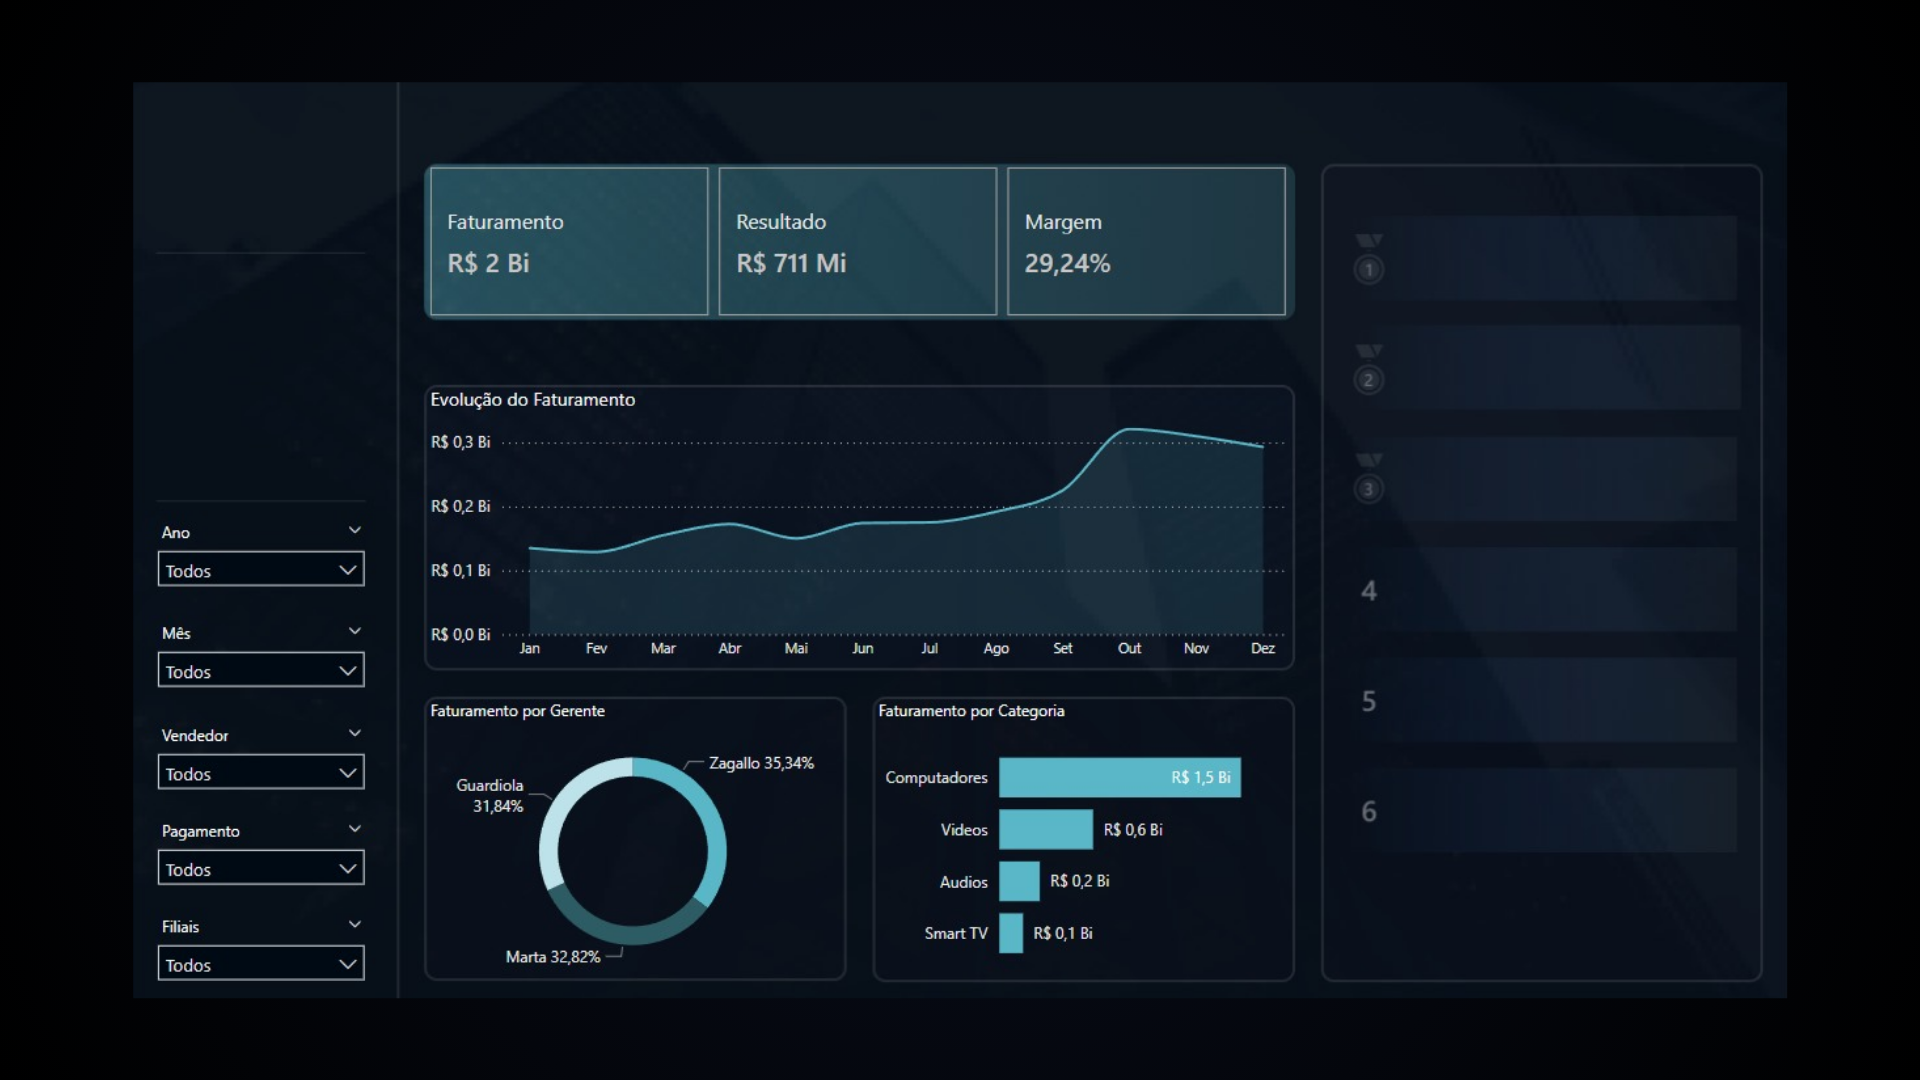 Faturamento
R$ 2 Bi
Resultado
R$ 711 Mi
Margem
29,24%
Evolução do Faturamento
R$ 0,3 Bi
R$ 0,2 Bi
R$ 0,1 Bi
R$ 0,0 Bi
Jan Fev Mar Abr Mai Jun Jul Ago Set Out Nov Dez
Ano
Todos
Mês
Todos
Vendedor
Todos
Pagamento
Todos
Filiais
Todos
Faturamento por Gerente
Zagallo 35,34%
Guardiola
31,84%
Marta 32,82%
Faturamento por Categoria
Computadores R$ 1,5 Bi
Videos R$ 0,6 Bi
Audios R$ 0,2 Bi
Smart TV R$ 0,1 Bi
1
2
3
4
5
6